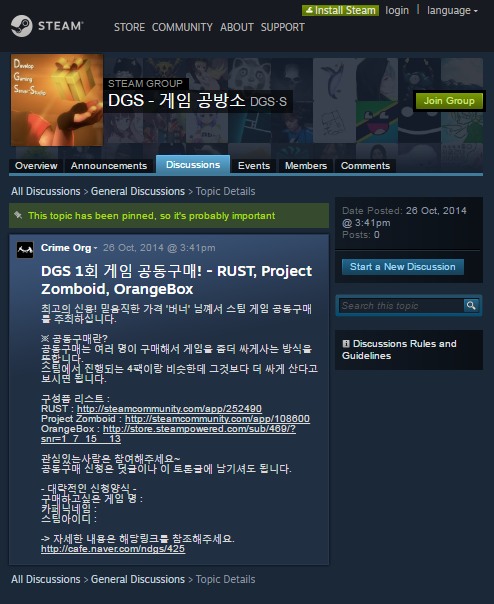 STEAM
Install Steam
login | language
STORE COMMUNITY ABOUT SUPPORT
Develop
Gaming
Senior Studio
STEAM GROUP
DGS - 게임 공방소 DGS·S
Join Group
Overview Announcements Discussions Events Members Comments
All Discussions > General Discussions > Topic Details
This topic has been pinned, so it's probably important
Crime Org - 26 Oct, 2014 @ 3:41pm
DGS 1회 게임 공동구매! - RUST, Project
Zomboid, OrangeBox
최고의 신용! 믿음직한 가격 '버너' 님께서 스팀 게임 공동구매
를 주최하십니다.
※ 공동구매란?
공동구매는 여러 명이 구매해서 게임을 좀더 싸게사는 방식을
뜻합니다.
스팀에서 진행되는 4팩이랑 비슷한데 그것보다 더 싸게 산다고
보시면 됩니다.
구성품 리스트 :
RUST : http://steamcommunity.com/app/252490
Project Zomboid : http://steamcommunity.com/app/108600
OrangeBox : http://store.steampowered.com/sub/469/?
snr=1_7_15__13
관심있는사람은 참여해주세요~
공동구매 신청은 덧글이나 이 토론글에 남기셔도 됩니다.
- 대략적인 신청양식 -
구매하고싶은 게임 명 :
카페닉네임 :
스팀아이디 :
-> 자세한 내용은 해당링크를 참조해주세요.
http://cafe.naver.com/ndgs/425
Date Posted: 26 Oct, 2014
@ 3:41pm
Posts: 0
Start a New Discussion
Search this topic
Discussions Rules and
Guidelines
All Discussions > General Discussions > Topic Details